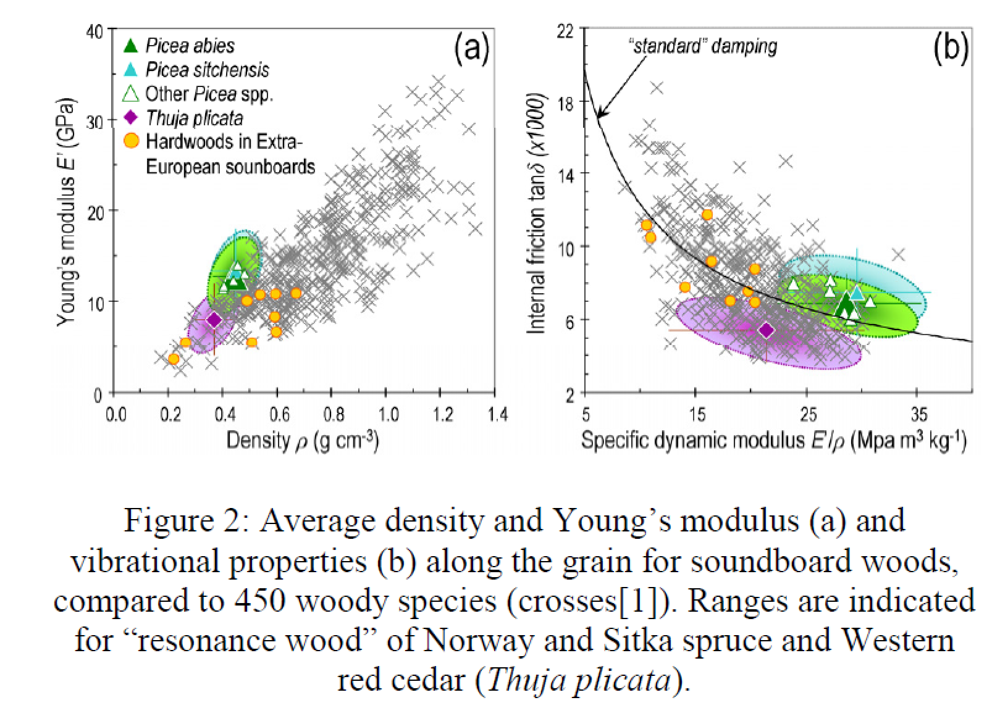 40
30
20
10
0
Young's modulus E' (GPa)
Picea abies
Picea sitchensis
Other Picea spp.
Thuja plicata
Hardwoods in Extra-
European sounboards
(a)
0.0 0.2 0.4 0.6 0.8 1.0 1.2 1.4
Density ρ (g cm-3)
22
18
14
10
6
2
Internal friction tanδ (x1000)
"standard" damping
(b)
5 15 25 35
Specific dynamic modulus E'/ρ (Mpa m³ kg-1)
Figure 2: Average density and Young's modulus (a) and
vibrational properties (b) along the grain for soundboard woods,
compared to 450 woody species (crosses[1]). Ranges are indicated
for “resonance wood” of Norway and Sitka spruce and Western
red cedar (Thuja plicata).